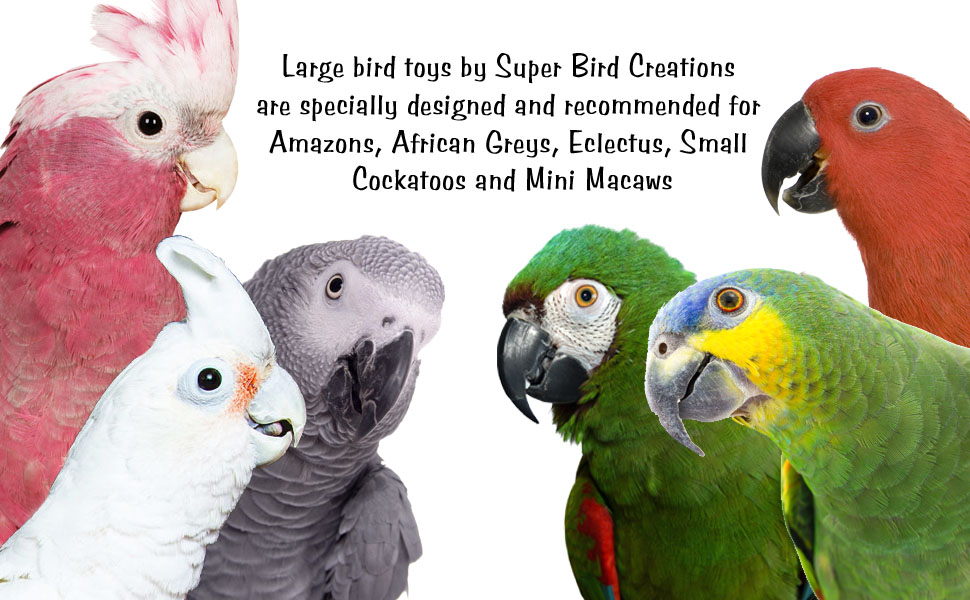 Large bird toys by Super Bird Creations
are specially designed and recommended for
Amazons, African Greys, Eclectus, Small
Cockatoos and Mini Macaws